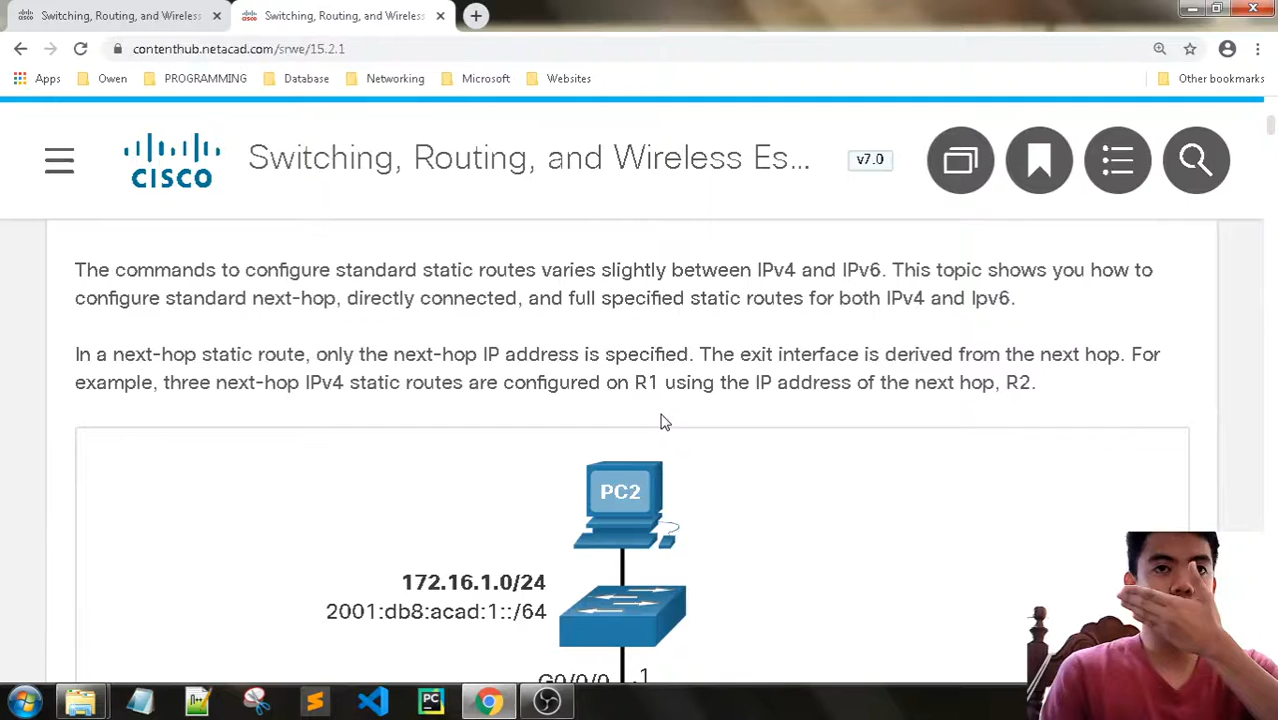 Switching, Routing, and Wireless
Switching, Routing, and Wireless
contenthub.netacad.com/srwe/15.2.1
Apps
Owen
PROGRAMMING
Database
Networking
Microsoft
Websites
Other bookmarks
CISCO
Switching, Routing, and Wireless Es...
v7.0
The commands to configure standard static routes varies slightly between IPv4 and IPv6. This topic shows you how to
configure standard next-hop, directly connected, and full specified static routes for both IPv4 and Ipv6.
In a next-hop static route, only the next-hop IP address is specified. The exit interface is derived from the next hop. For
example, three next-hop IPv4 static routes are configured on R1 using the IP address of the next hop, R2.
PC2
172.16.1.0/24
2001:db8:acad:1::/64
G0/0/0 .1
PC